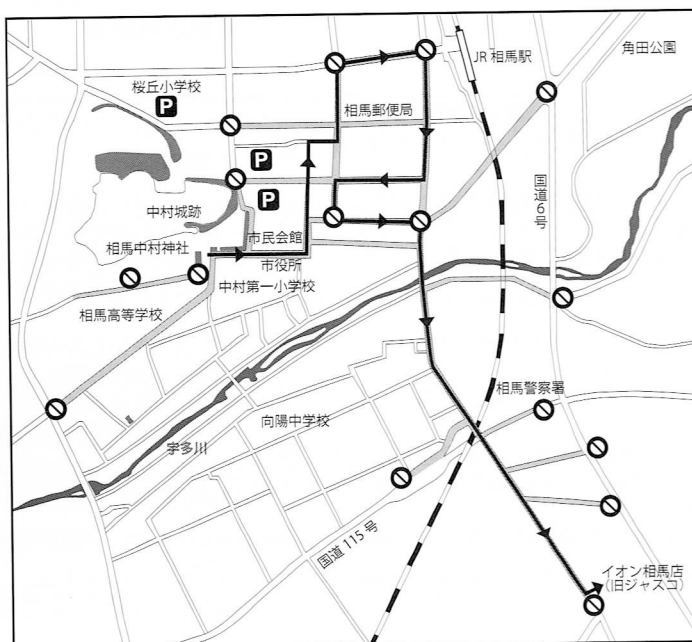 JR 相馬駅
角田公園
桜丘小学校
P
相馬郵便局
P
国道6号
P
中村城跡
市民会館
相馬中村神社
市役所
中村第一小学校
相馬高等学校
相馬警察署
向陽中学校
宇多川
国道115号
イオン相馬店
(旧ジャスコ)